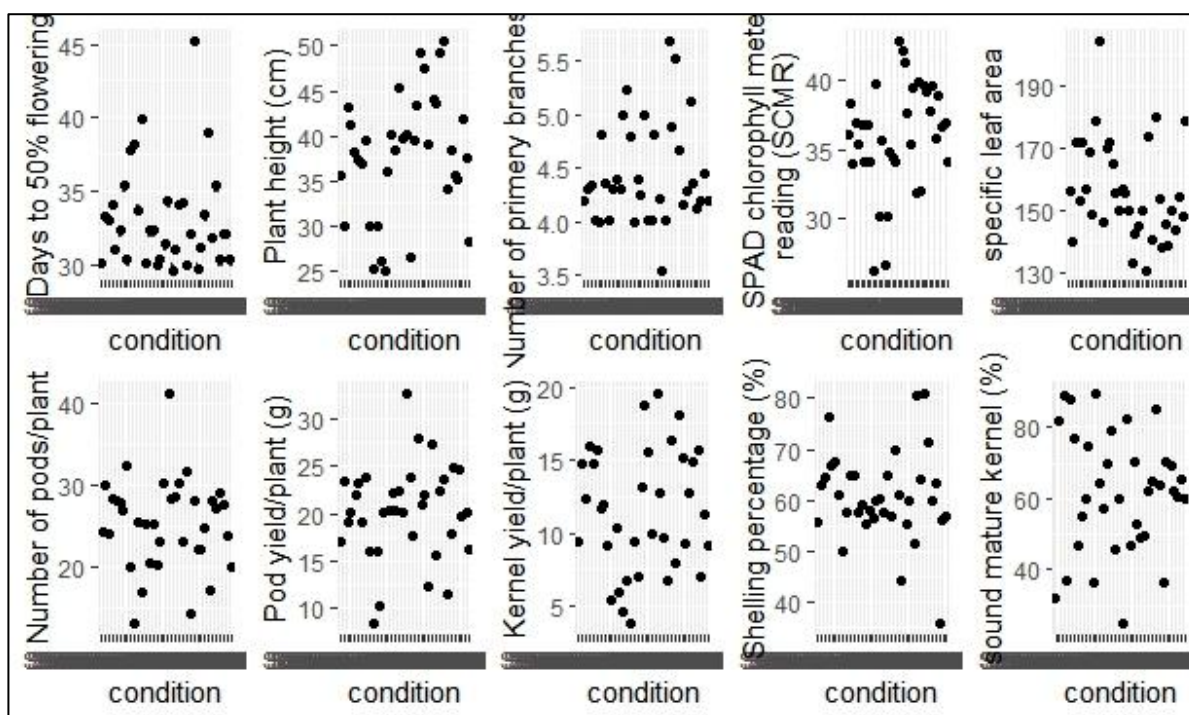 Days to 50% flowering
45
40
35
30
condition
Plant height (cm)
50
45
40
35
30
25
condition
Number of primery branches
5.5
5.0
4.5
4.0
3.5
condition
SPAD chlorophyll mete
reading (SCMR)
40
35
30
condition
specific leaf area
190
170
150
130
condition
Number of pods/plant
40
30
20
condition
Pod yield/plant (g)
30
25
20
15
10
condition
Kernel yield/plant (g)
20
15
10
5
condition
Shelling percentage (%)
80
70
60
50
40
condition
sound mature kernel (%)
80
60
40
condition